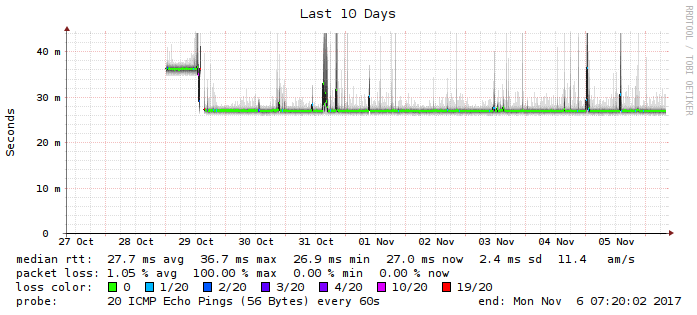 Last 10 Days
RRDTOOL / TOBI OETIKER
Seconds
40 m
30 m
20 m
10 m
0
27 Oct 28 Oct 29 Oct 30 Oct 31 Oct 01 Nov 02 Nov 03 Nov 04 Nov 05 Nov
median rtt: 27.7 ms avg 36.7 ms max 26.9 ms min 27.0 ms now 2.4 ms sd 11.4 am/s
packet loss: 1.05 % avg 100.00 % max 0.00 % min 0.00 % now
loss color: 0 1/20 2/20 3/20 4/20 10/20 19/20
probe: 20 ICMP Echo Pings (56 Bytes) every 60s end: Mon Nov 6 07:20:02 2017